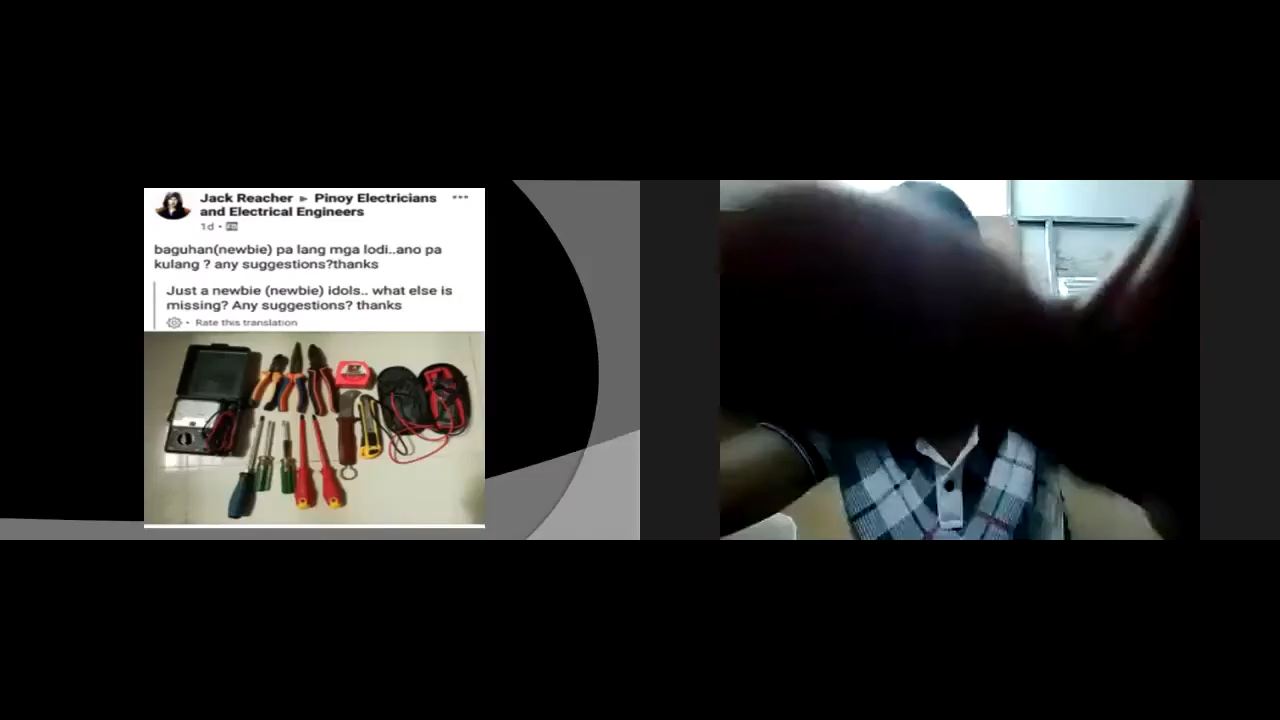 Jack Reacher ▸ Pinoy Electricians
and Electrical Engineers
1d •
baguhan(newbie) pa lang mga lodi..ano pa
kulang ? any suggestions?thanks
Just a newbie (newbie) idols.. what else is
missing? Any suggestions? thanks
• Rate this translation